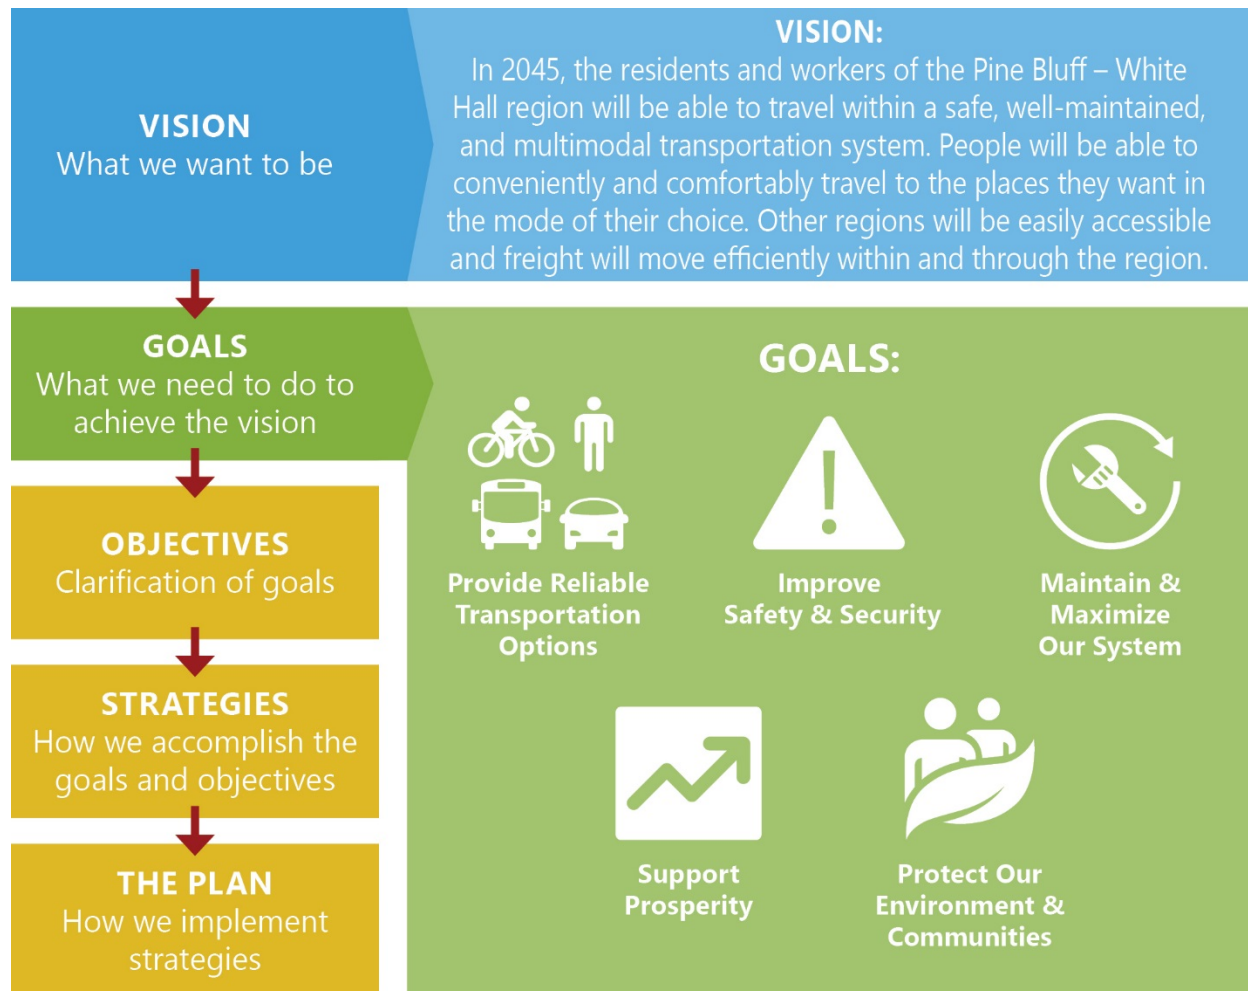 VISION
What we want to be
VISION:
In 2045, the residents and workers of the Pine Bluff – White
Hall region will be able to travel within a safe, well-maintained,
and multimodal transportation system. People will be able to
conveniently and comfortably travel to the places they want in
the mode of their choice. Other regions will be easily accessible
and freight will move efficiently within and through the region.
GOALS
What we need to do to
achieve the vision
OBJECTIVES
Clarification of goals
STRATEGIES
How we accomplish the
goals and objectives
THE PLAN
How we implement
strategies
GOALS:
Provide Reliable
Transportation
Options
Improve
Safety & Security
Maintain &
Maximize
Our System
Support
Prosperity
Protect Our
Environment &
Communities